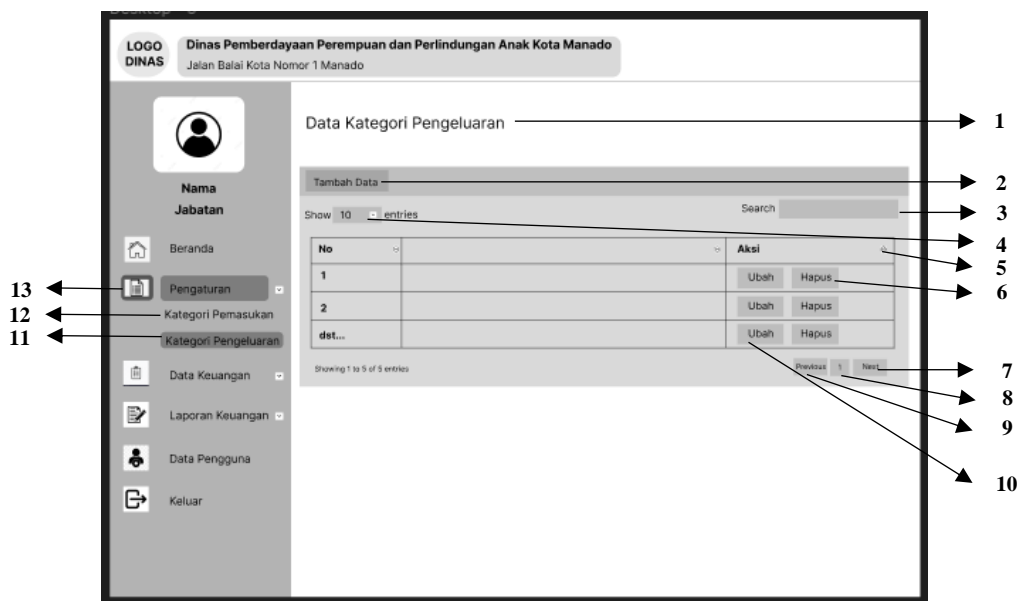 Desktop - 6
LOGO
DINAS
Dinas Pemberdayaan Perempuan dan Perlindungan Anak Kota Manado
Jalan Balai Kota Nomor 1 Manado
Nama
Jabatan
Beranda
Pengaturan
Kategori Pemasukan
Kategori Pengeluaran
Data Keuangan
Laporan Keuangan
Data Pengguna
Keluar
Data Kategori Pengeluaran
Tambah Data
Show 10 entries
Search
No Aksi
1 Ubah Hapus
2 Ubah Hapus
dst... Ubah Hapus
Showing 1 to 5 of 5 entries
Previous 1 Next
1
2
3
4
5
6
7
8
9
10
13
12
11